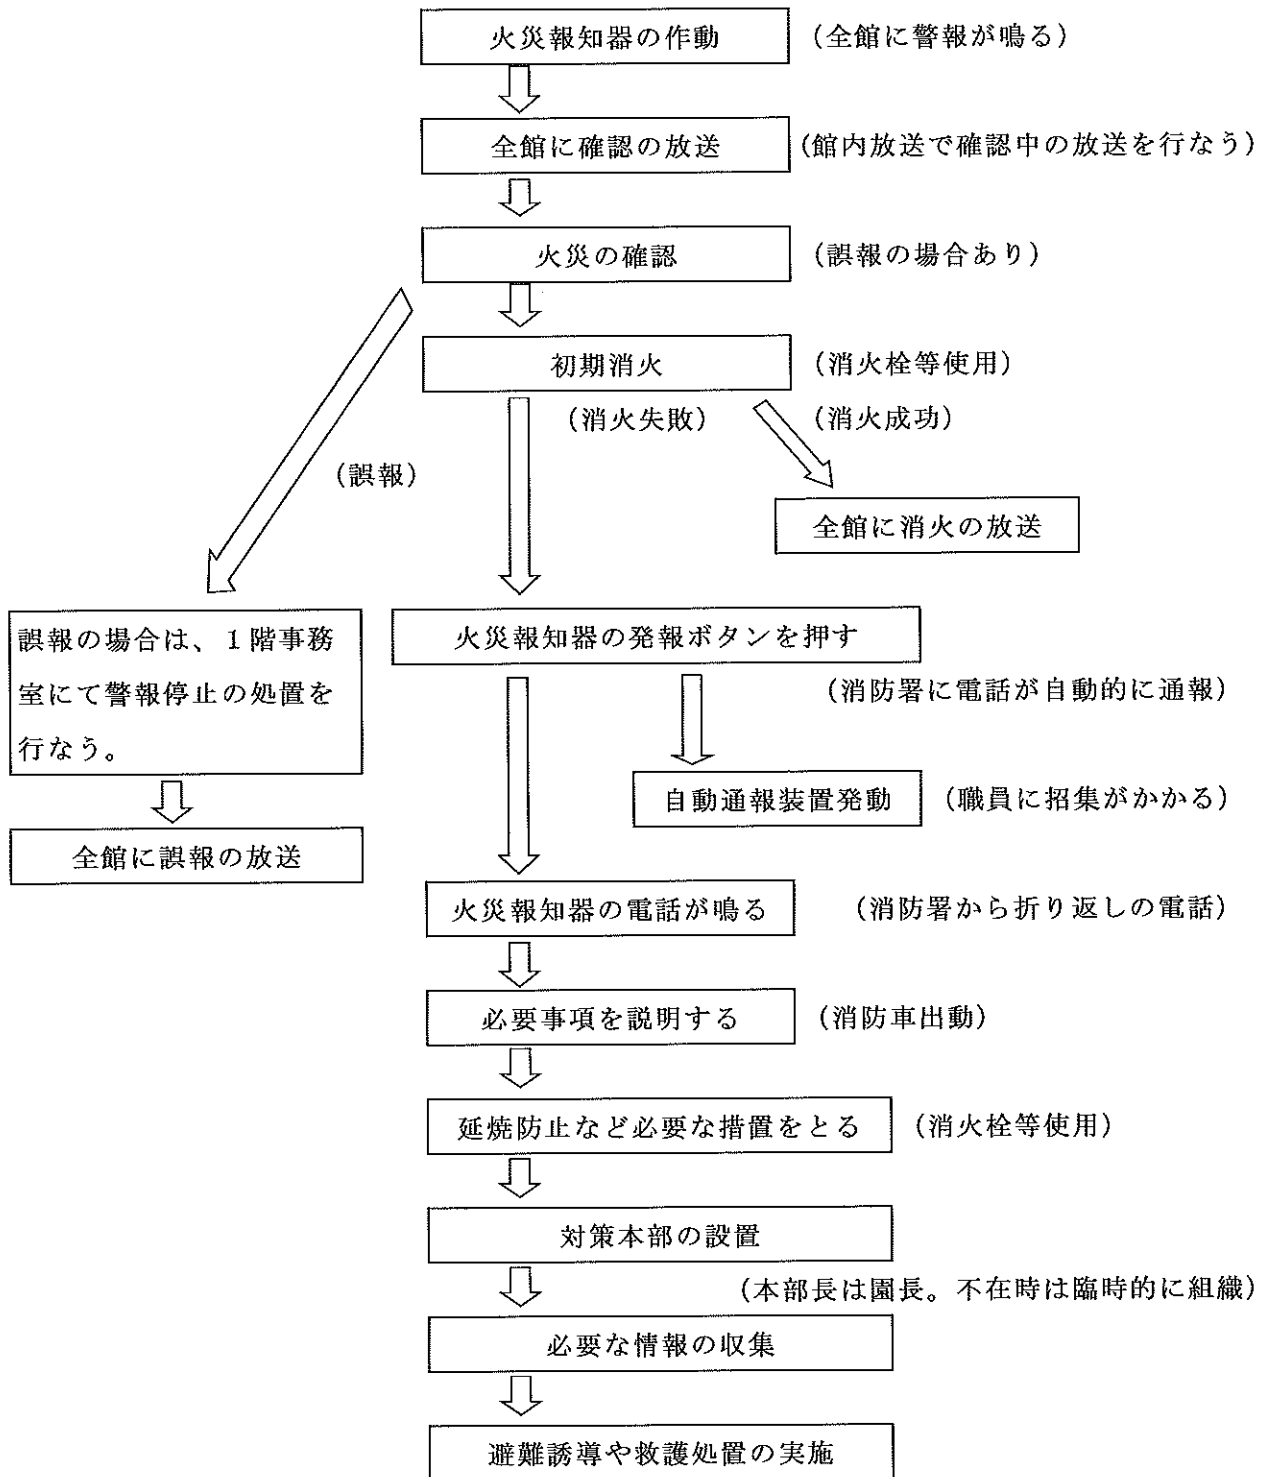 火災報知器の作動 (全館に警報が鳴る)
全館に確認の放送 (館内放送で確認中の放送を行なう)
火災の確認 (誤報の場合あり)
初期消火 (消火栓等使用)
(消火失敗) (消火成功)
(誤報)
全館に消火の放送
誤報の場合は、1階事務
室にて警報停止の処置を
行なう。
火災報知器の発報ボタンを押す
(消防署に電話が自動的に通報)
自動通報装置発動 (職員に招集がかかる)
全館に誤報の放送
火災報知器の電話が鳴る (消防署から折り返しの電話)
必要事項を説明する (消防車出動)
延焼防止など必要な措置をとる (消火栓等使用)
対策本部の設置
(本部長は園長。不在時は臨時的に組織)
必要な情報の収集
避難誘導や救護処置の実施